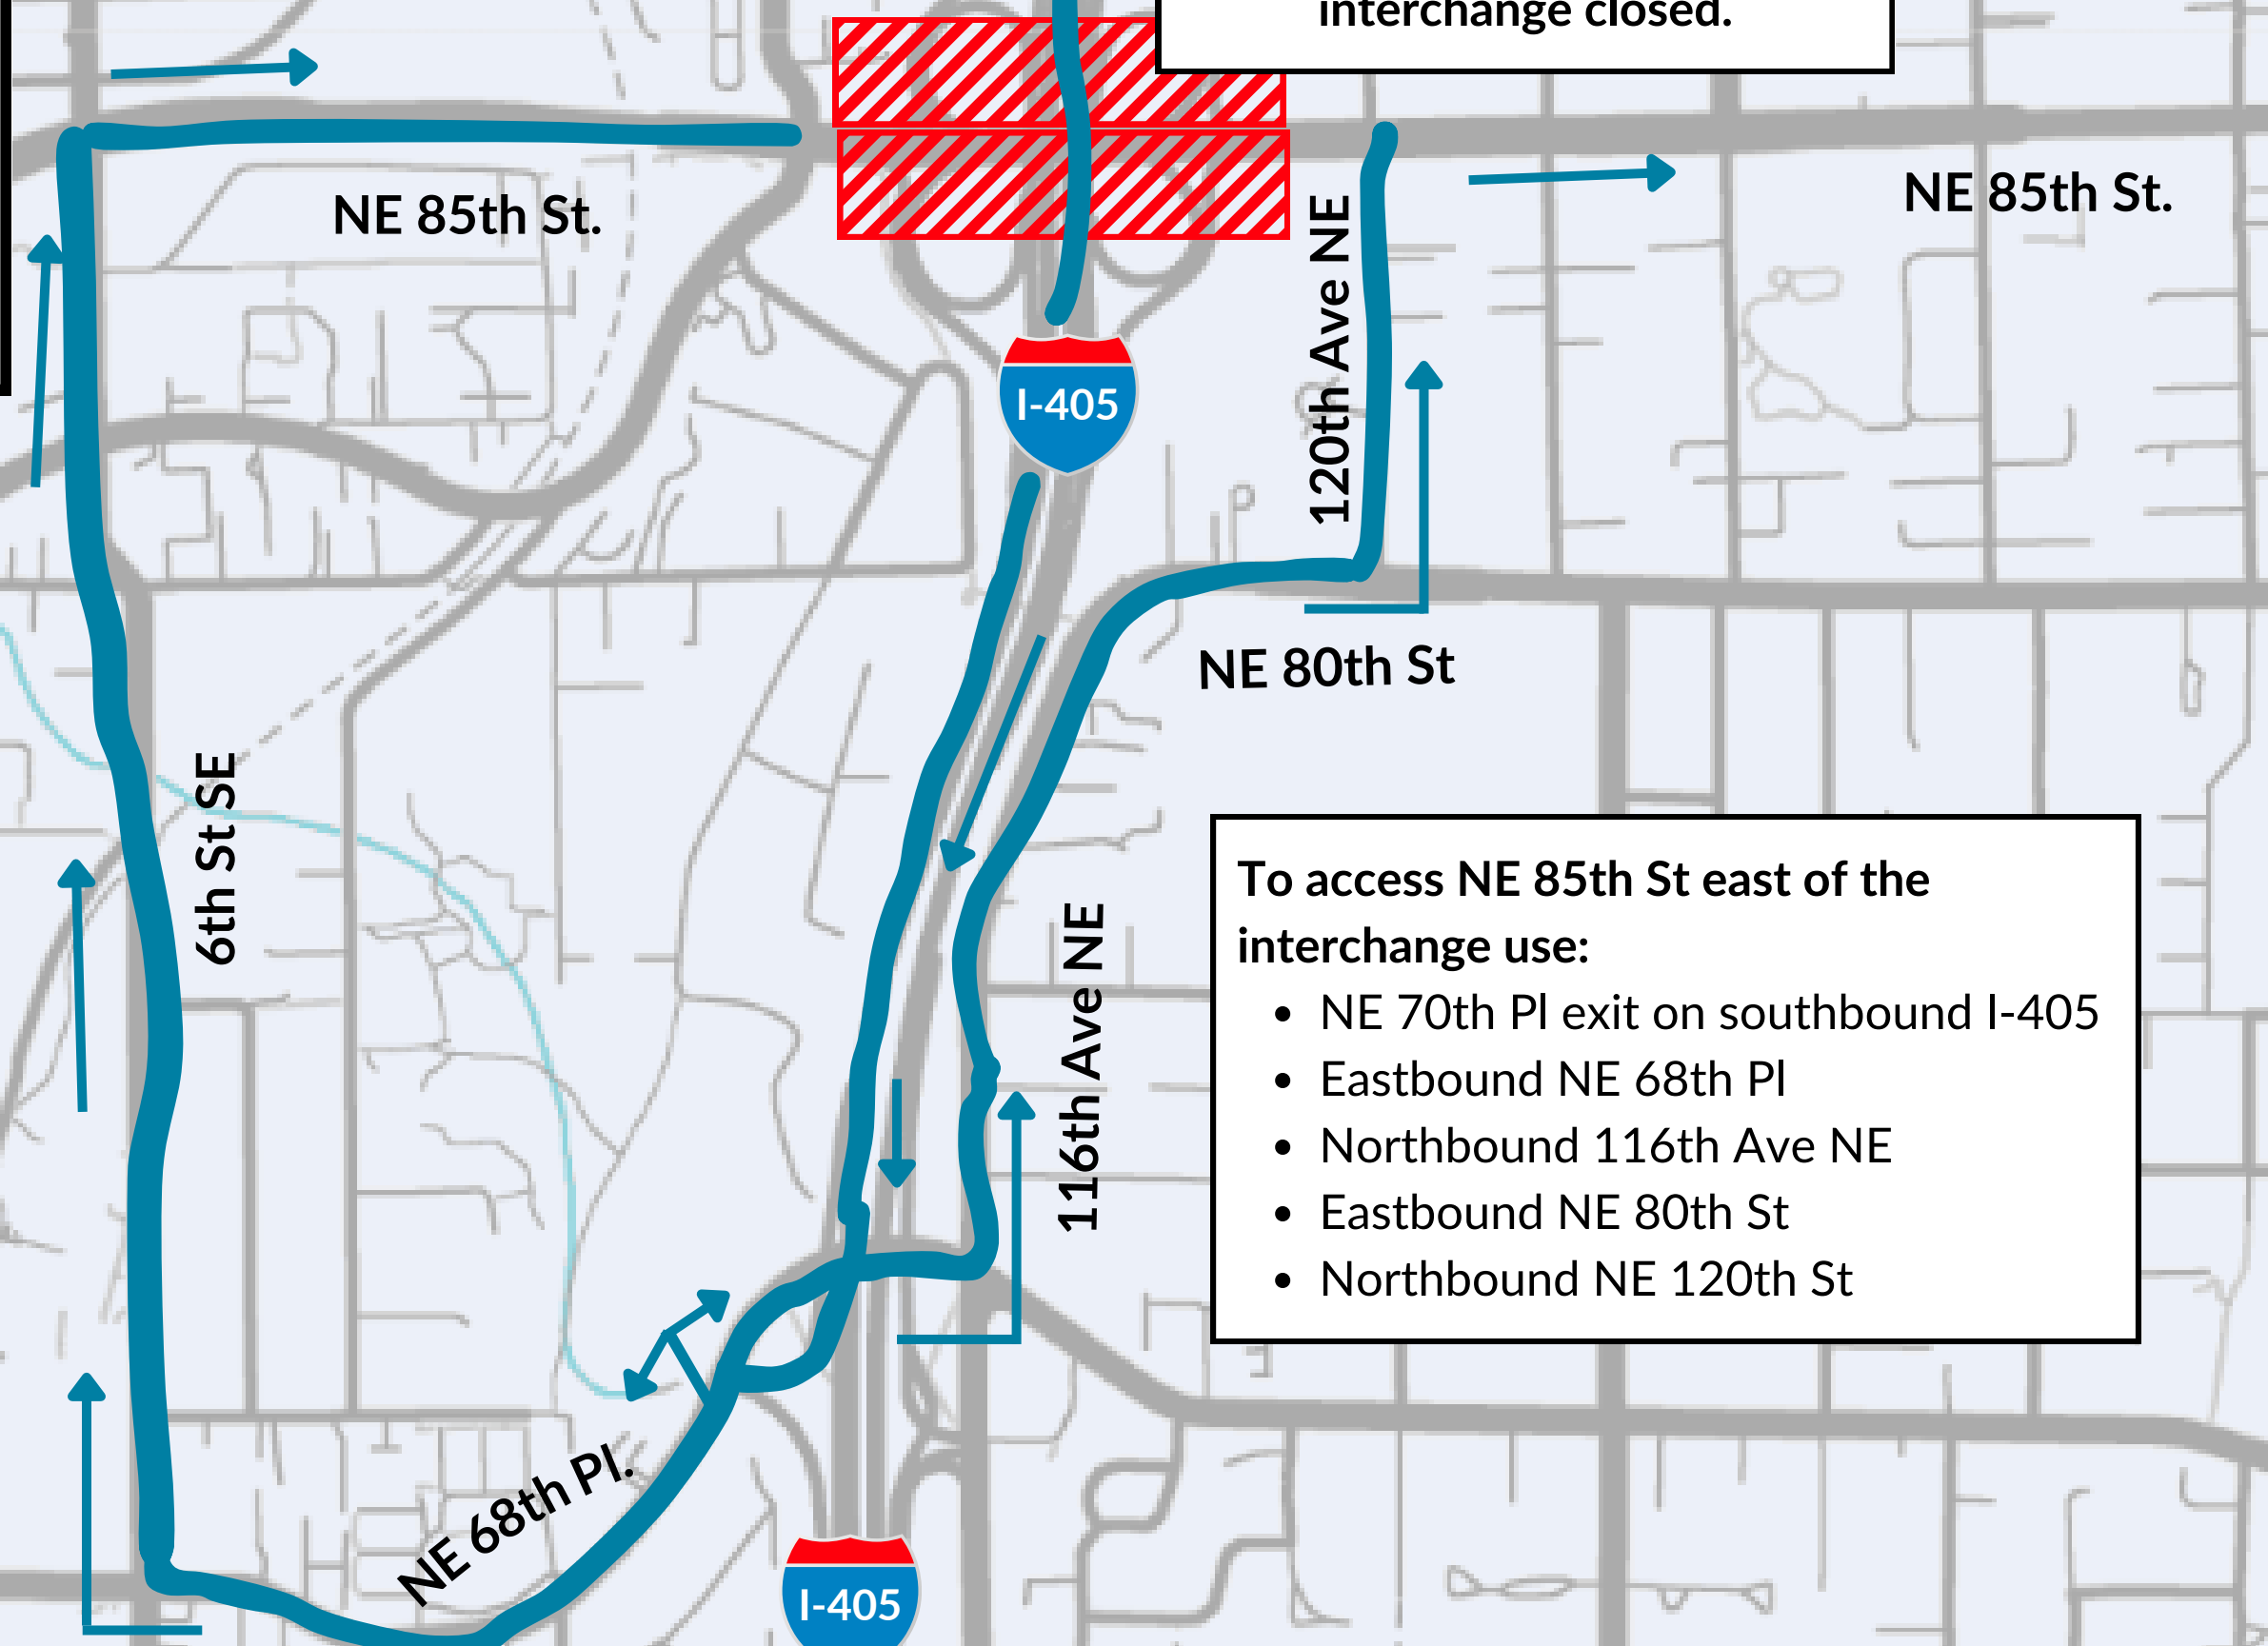 interchange closed.
NE 85th St.
NE 85th St.
120th Ave NE
I-405
NE 80th St
6th St SE
To access NE 85th St east of the
interchange use:
• NE 70th Pl exit on southbound I-405
• Eastbound NE 68th Pl
• Northbound 116th Ave NE
• Eastbound NE 80th St
• Northbound NE 120th St
116th Ave NE
NE 68th Pl.
I-405